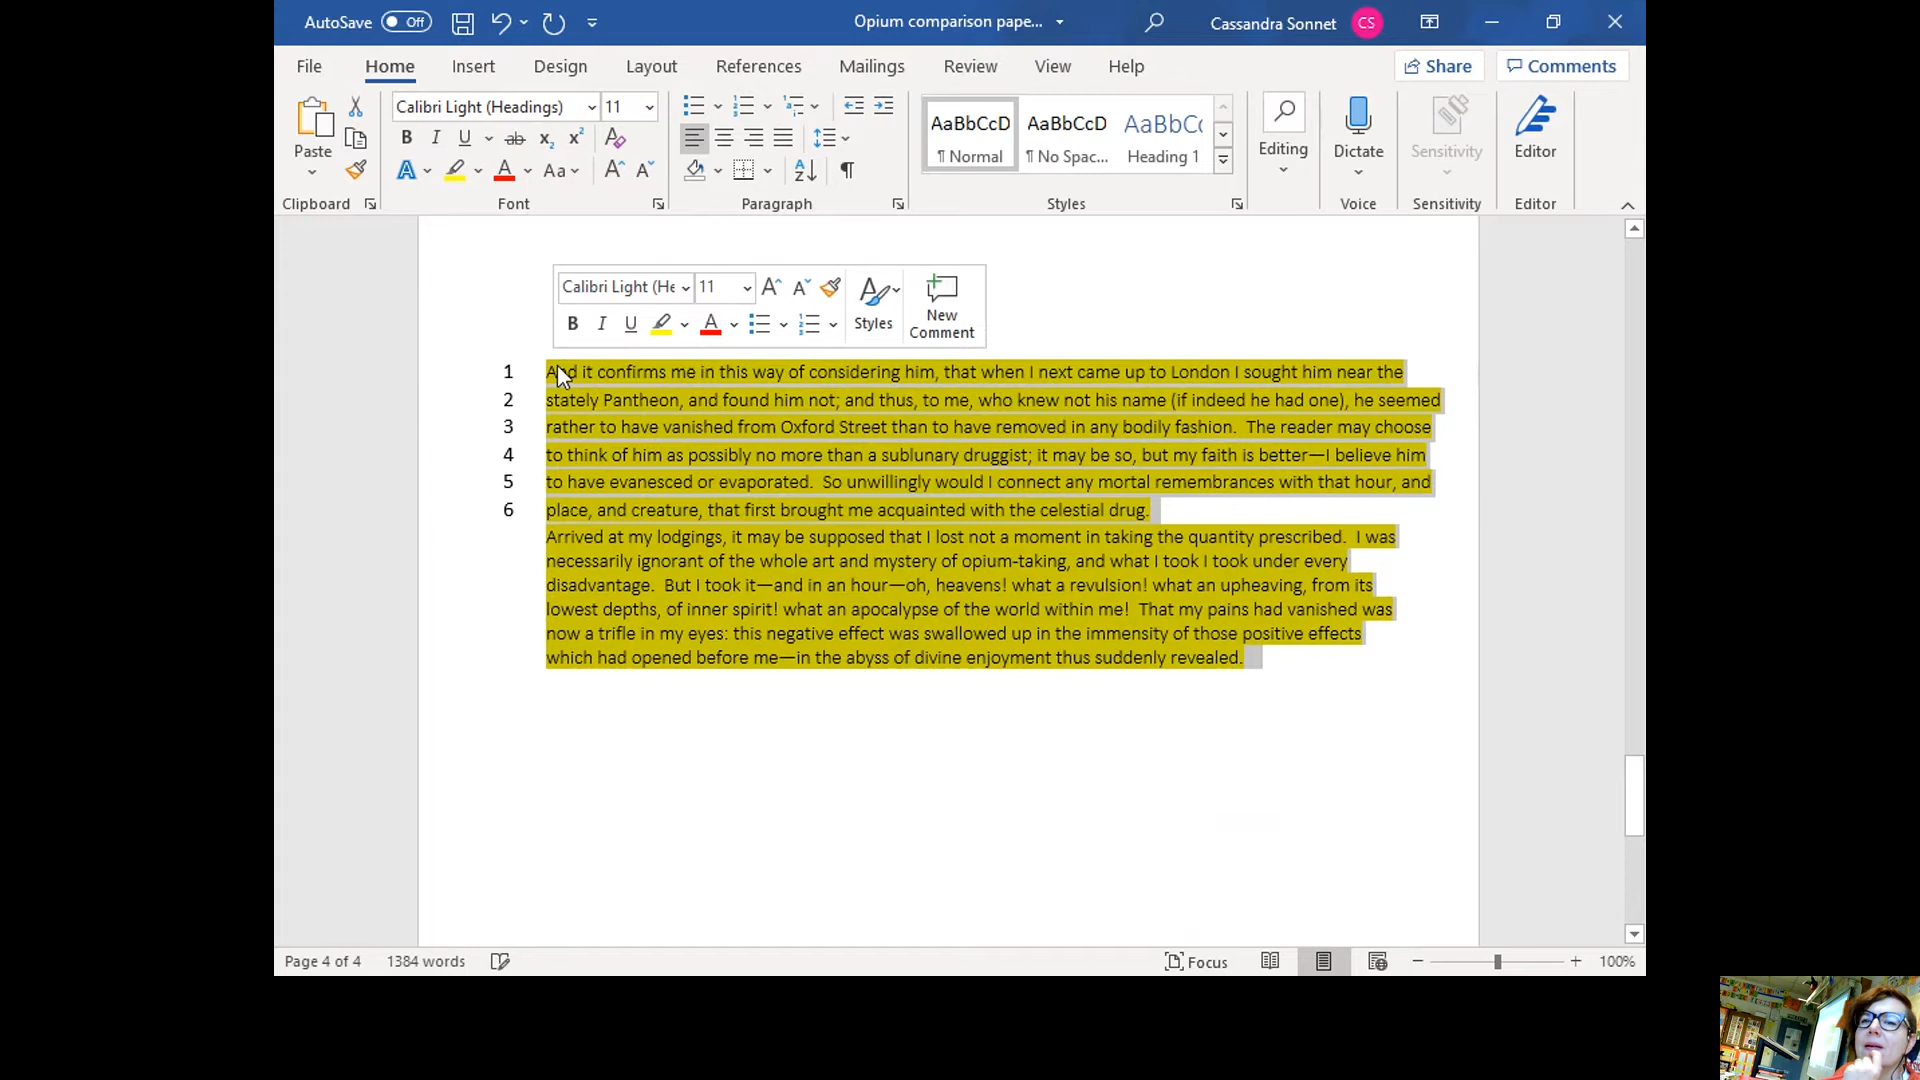 AutoSave Off Opium comparison pape... Cassandra Sonnet CS
File Home Insert Design Layout References Mailings Review View Help Share Comments
Paste Calibri Light (Headings) 11 AaBbCcD AaBbCcD AaBbCc Editing Dictate Sensitivity Editor
B I U ab x₂ x² ¶ Normal ¶ No Spac... Heading 1
A A Aa A A ¶
Clipboard Font Paragraph Styles Voice Sensitivity Editor
Calibri Light (He 11 A A Styles New Comment
B I U A
1 And it confirms me in this way of considering him, that when I next came up to London I sought him near the
2 stately Pantheon, and found him not; and thus, to me, who knew not his name (if indeed he had one), he seemed
3 rather to have vanished from Oxford Street than to have removed in any bodily fashion.  The reader may choose
4 to think of him as possibly no more than a sublunary druggist; it may be so, but my faith is better—I believe him
5 to have evanesced or evaporated.  So unwillingly would I connect any mortal remembrances with that hour, and
6 place, and creature, that first brought me acquainted with the celestial drug.
Arrived at my lodgings, it may be supposed that I lost not a moment in taking the quantity prescribed.  I was
necessarily ignorant of the whole art and mystery of opium-taking, and what I took I took under every
disadvantage.  But I took it—and in an hour—oh, heavens! what a revulsion! what an upheaving, from its
lowest depths, of inner spirit! what an apocalypse of the world within me!  That my pains had vanished was
now a trifle in my eyes: this negative effect was swallowed up in the immensity of those positive effects
which had opened before me—in the abyss of divine enjoyment thus suddenly revealed.
Page 4 of 4 1384 words Focus 100%